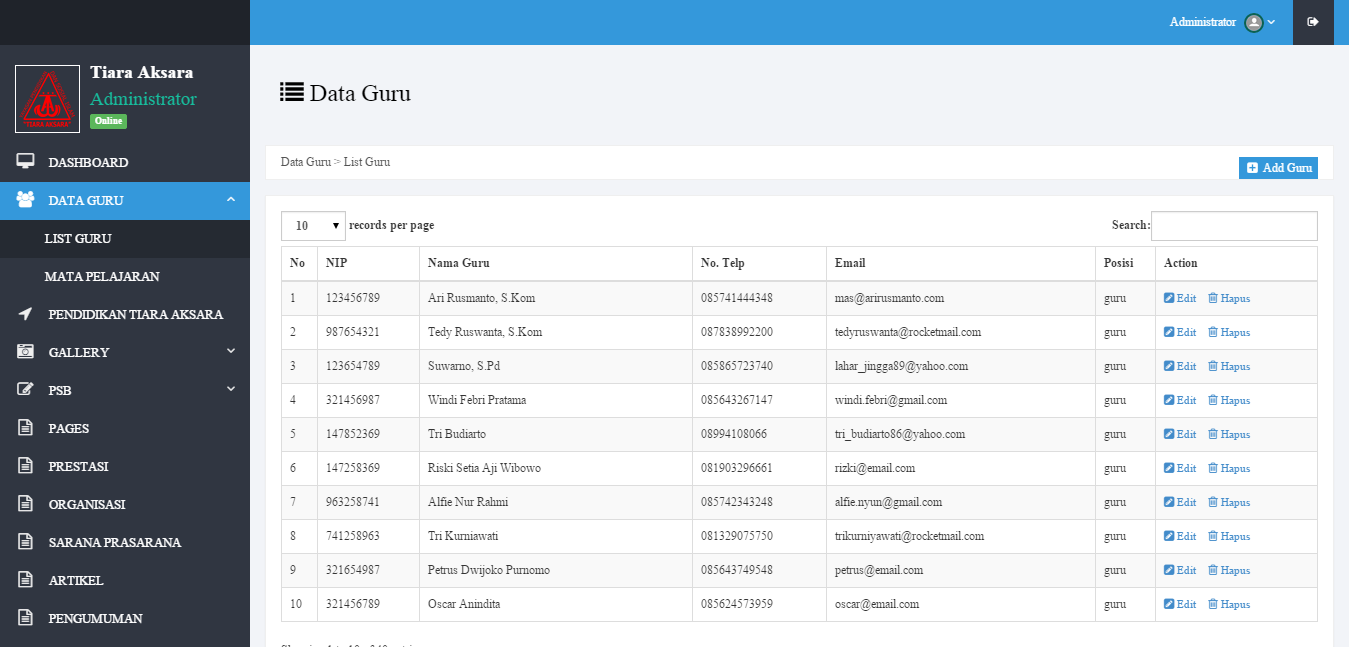 Administrator
Tiara Aksara
Administrator
Online
TIARA AKSARA
DASHBOARD
DATA GURU
LIST GURU
MATA PELAJARAN
PENDIDIKAN TIARA AKSARA
GALLERY
PSB
PAGES
PRESTASI
ORGANISASI
SARANA PRASARANA
ARTIKEL
PENGUMUMAN
Data Guru
Data Guru > List Guru
Add Guru
10 records per page Search:
No NIP Nama Guru No. Telp Email Posisi Action
1 123456789 Ari Rusmanto, S.Kom 085741444348 mas@arirusmanto.com guru Edit Hapus
2 987654321 Tedy Ruswanta, S.Kom 087838992200 tedyruswanta@rocketmail.com guru Edit Hapus
3 123654789 Suwarno, S.Pd 085865723740 lahar_jingga89@yahoo.com guru Edit Hapus
4 321456987 Windi Febri Pratama 085643267147 windi.febri@gmail.com guru Edit Hapus
5 147852369 Tri Budiarto 08994108066 tri_budiarto86@yahoo.com guru Edit Hapus
6 147258369 Riski Setia Aji Wibowo 081903296661 rizki@email.com guru Edit Hapus
7 963258741 Alfie Nur Rahmi 085742343248 alfie.nyun@gmail.com guru Edit Hapus
8 741258963 Tri Kurniawati 081329075750 trikurniyawati@rocketmail.com guru Edit Hapus
9 321654987 Petrus Dwijoko Purnomo 085643749548 petrus@email.com guru Edit Hapus
10 321456789 Oscar Anindita 085624573959 oscar@email.com guru Edit Hapus